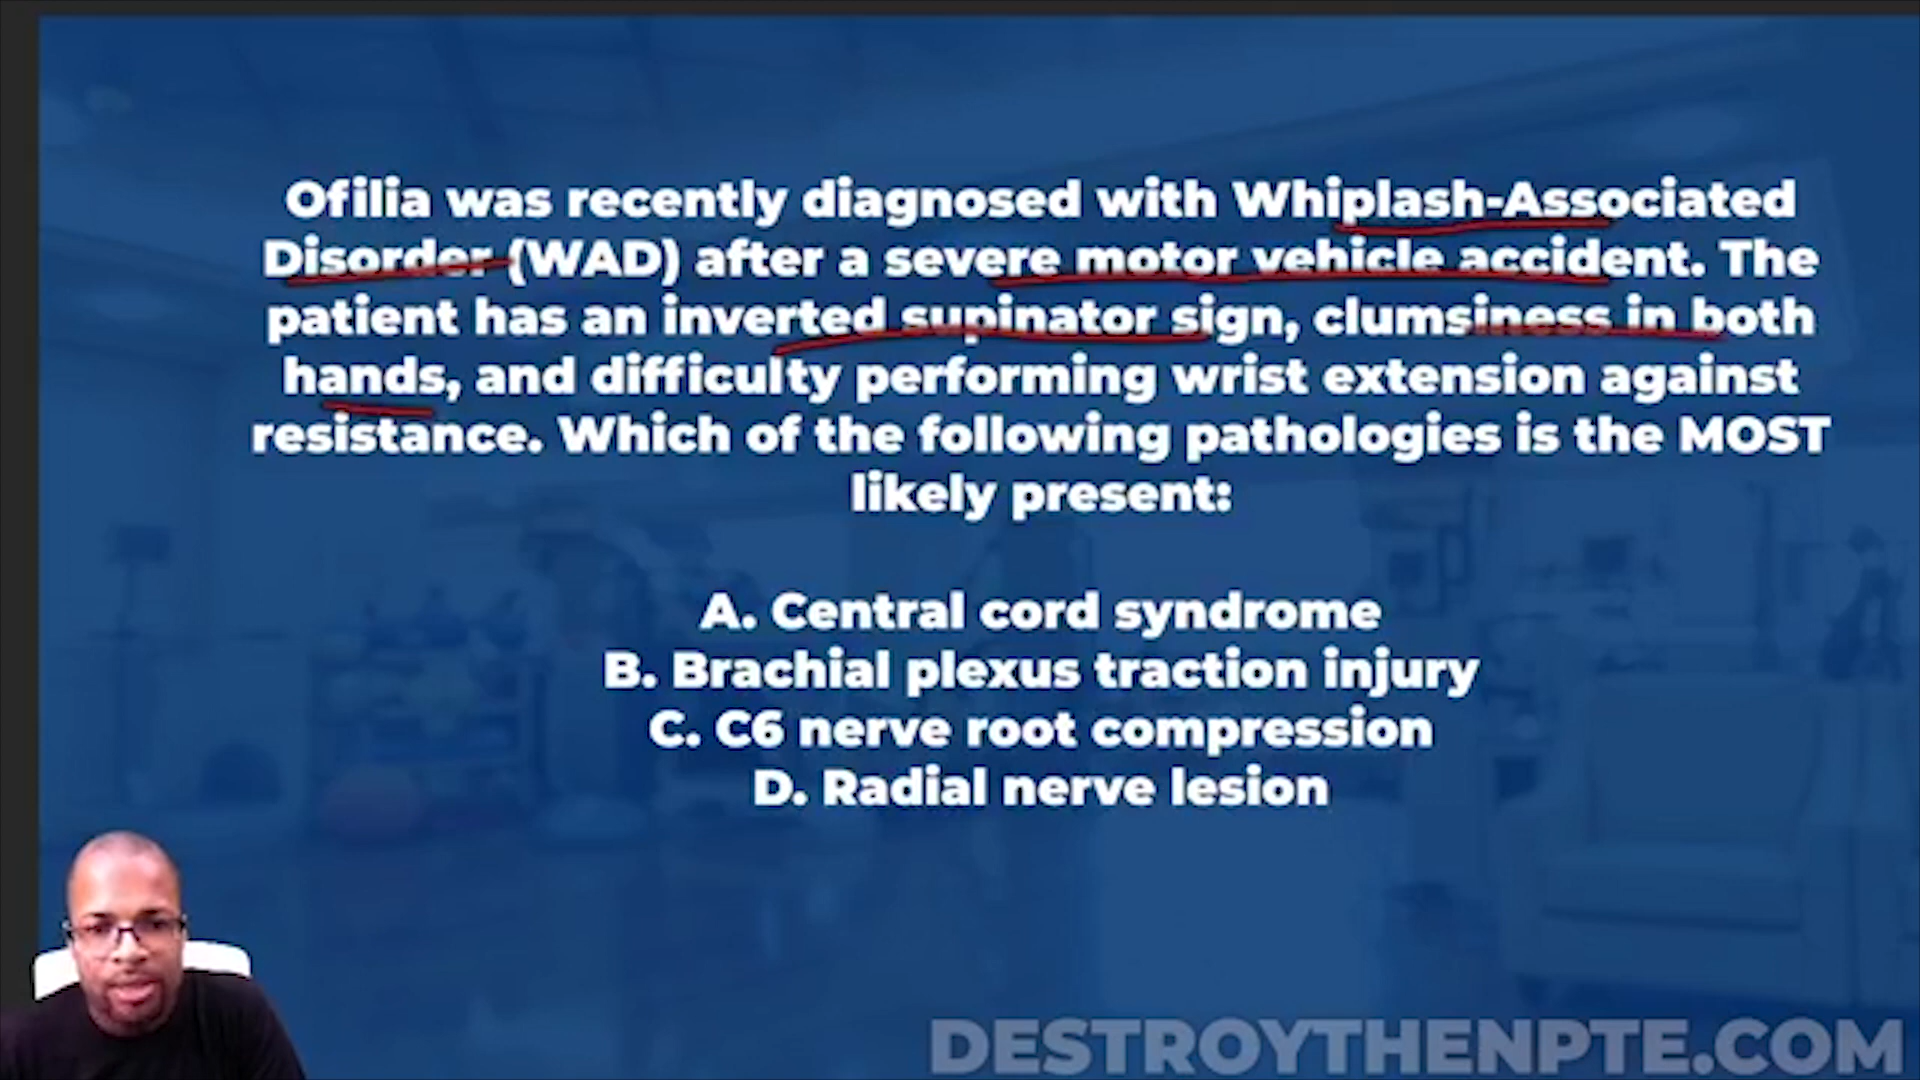 Ofilia was recently diagnosed with Whiplash-Associated
Disorder (WAD) after a severe motor vehicle accident. The
patient has an inverted supinator sign, clumsiness in both
hands, and difficulty performing wrist extension against
resistance. Which of the following pathologies is the MOST
likely present:
A. Central cord syndrome
B. Brachial plexus traction injury
C. C6 nerve root compression
D. Radial nerve lesion
DESTROYTHENPTE.COM